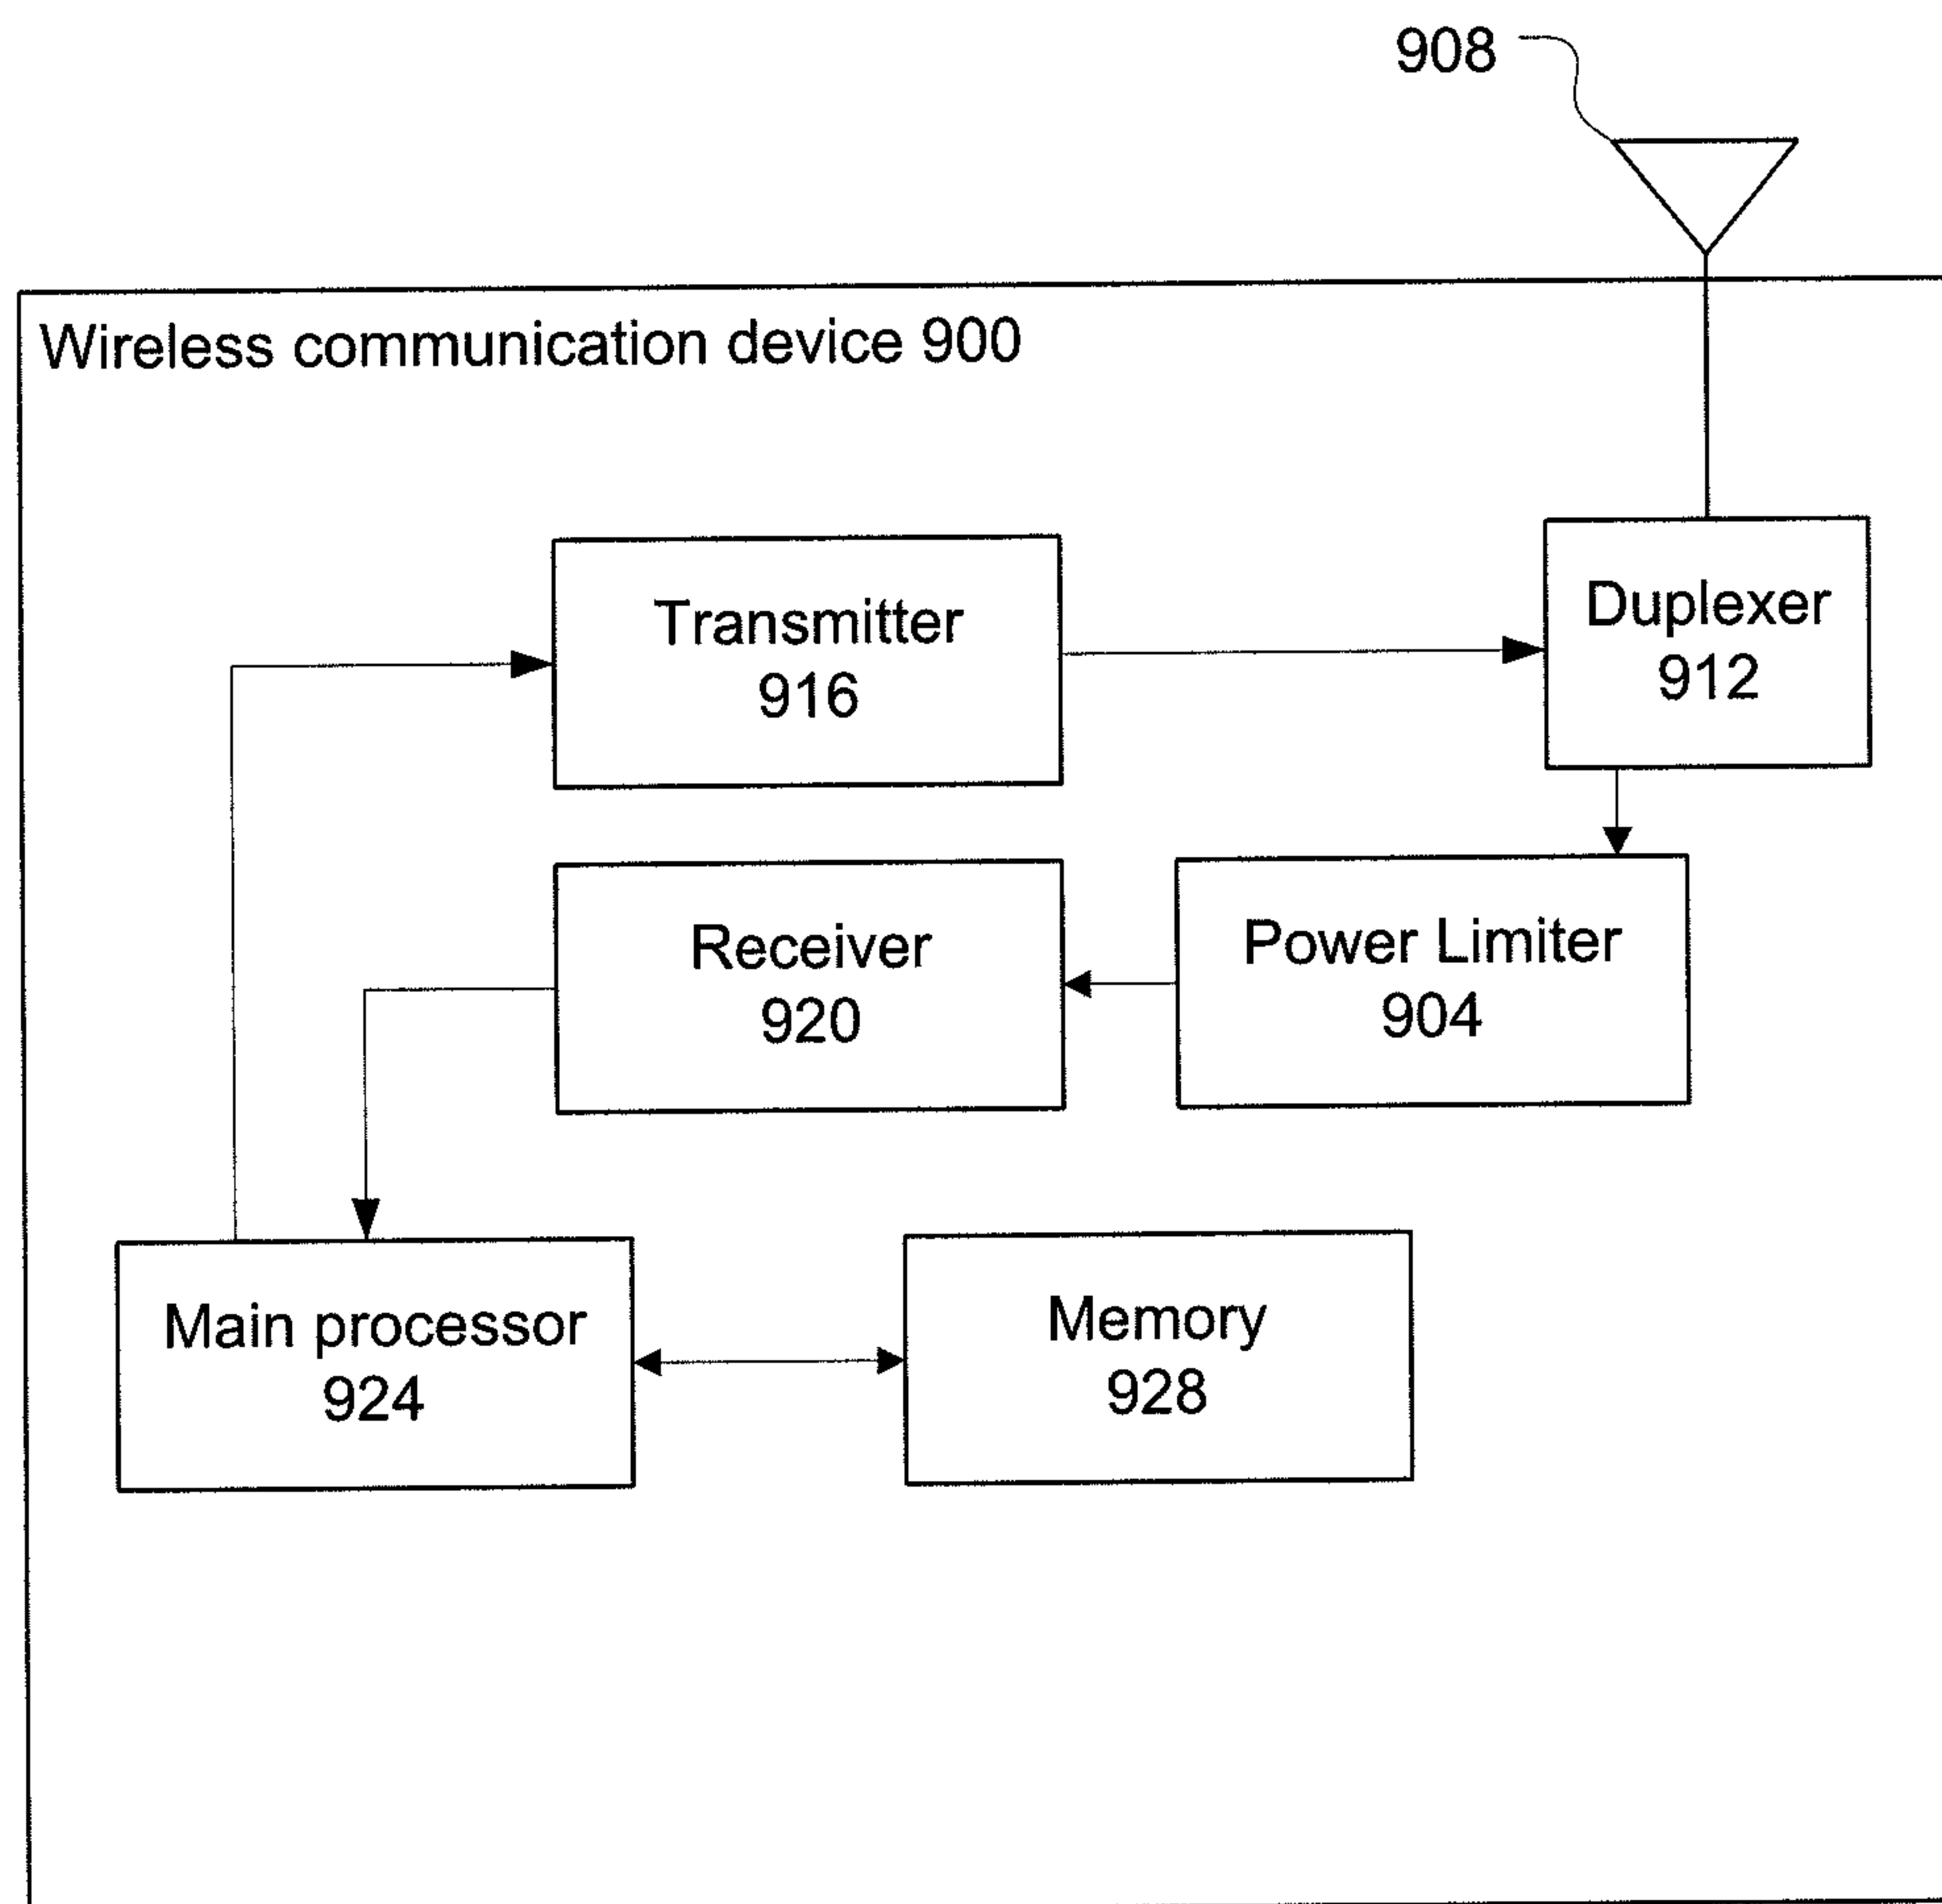 908
Wireless communication device 900
Transmitter
916
Duplexer
912
Receiver
920
Power Limiter
904
Main processor
924
Memory
928